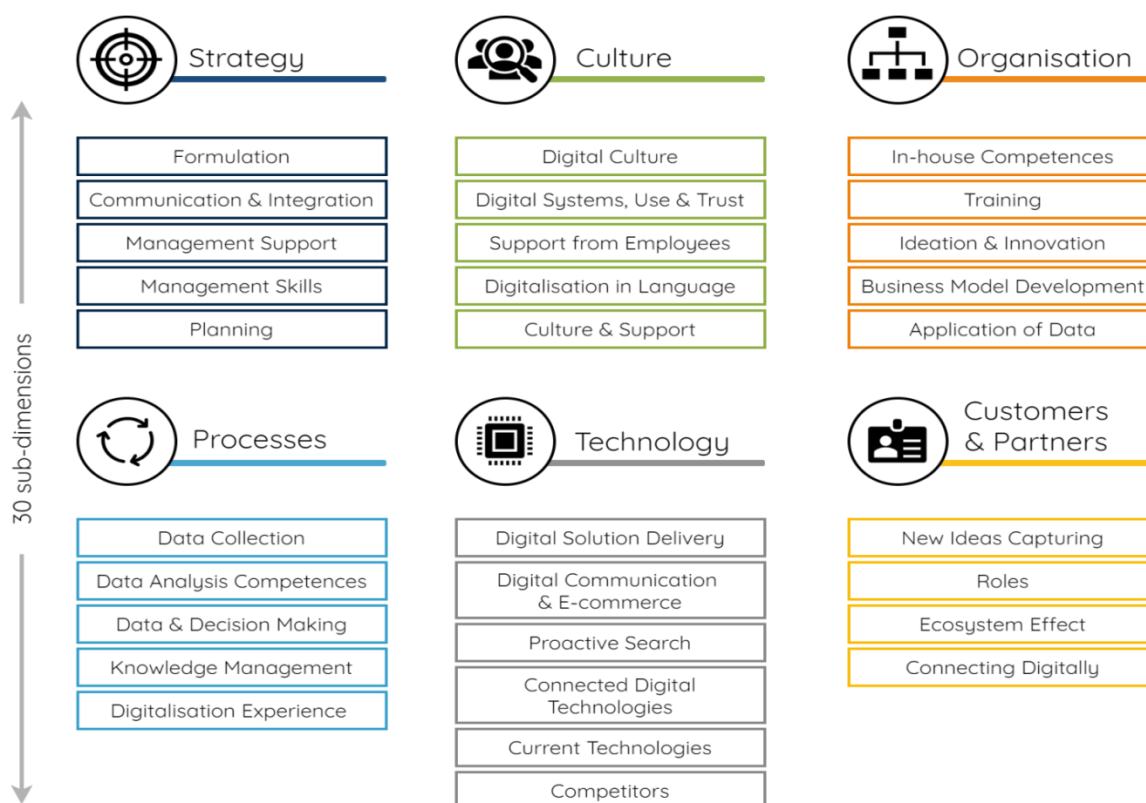 Strategy
Culture
Organisation
Formulation
Communication & Integration
Management Support
Management Skills
Planning
Digital Culture
Digital Systems, Use & Trust
Support from Employees
Digitalisation in Language
Culture & Support
In-house Competences
Training
Ideation & Innovation
Business Model Development
Application of Data
30 sub-dimensions
Processes
Technology
Customers
& Partners
Data Collection
Data Analysis Competences
Data & Decision Making
Knowledge Management
Digitalisation Experience
Digital Solution Delivery
Digital Communication
& E-commerce
Proactive Search
Connected Digital
Technologies
Current Technologies
Competitors
New Ideas Capturing
Roles
Ecosystem Effect
Connecting Digitally